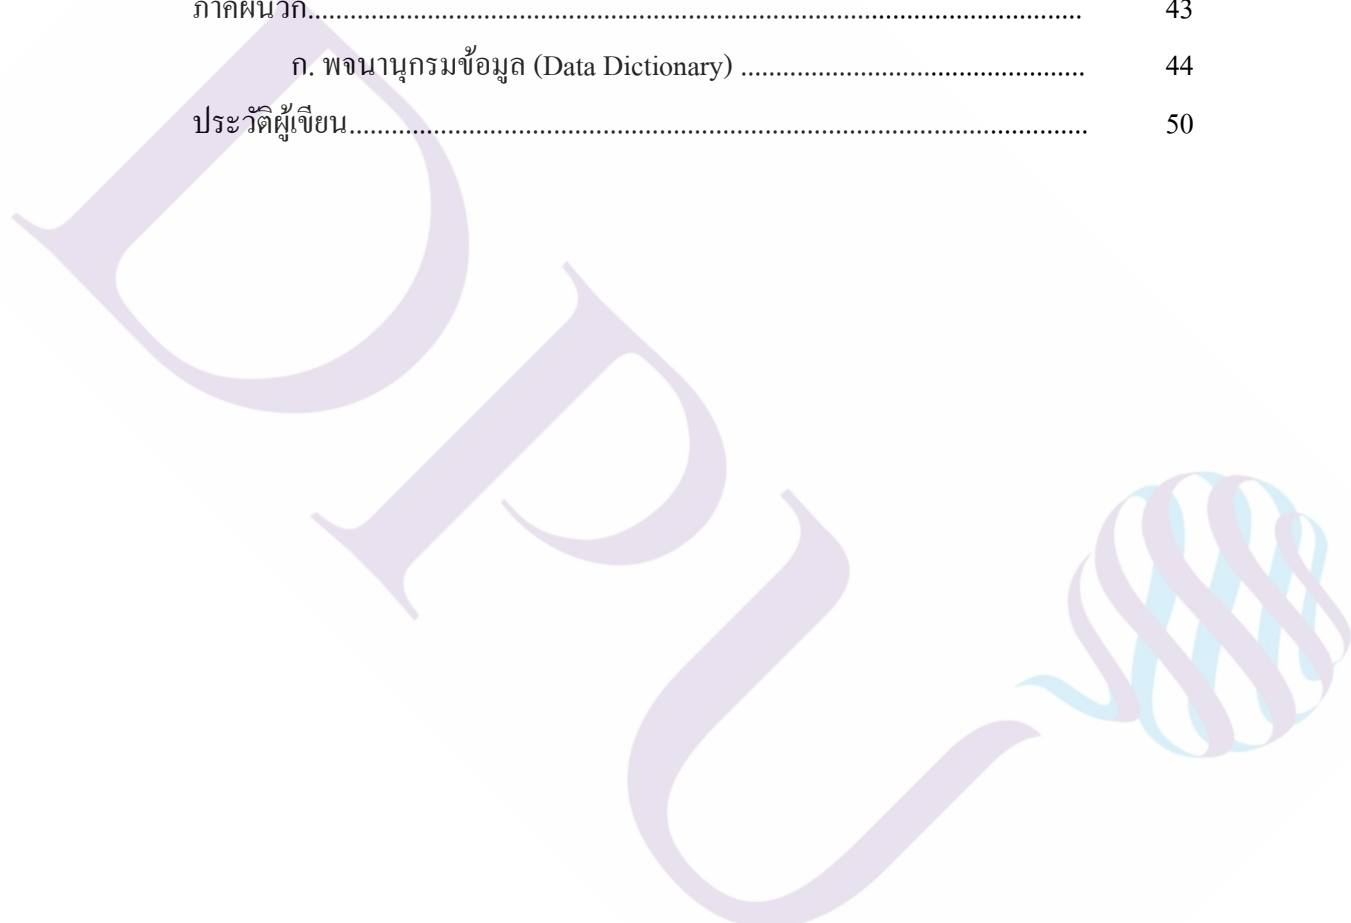 ภาคผนวก........................................................................................................ 43
ก. พจนานุกรมข้อมูล (Data Dictionary) ................................................. 44
ประวัติผู้เขียน.................................................................................................. 50
DPU